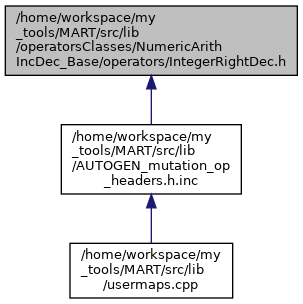 /home/workspace/my
_tools/MART/src/lib
/operatorsClasses/NumericArith
IncDec_Base/operators/IntegerRightDec.h
/home/workspace/my
_tools/MART/src/lib
/AUTOGEN_mutation_op
_headers.h.inc
/home/workspace/my
_tools/MART/src/lib
/usermaps.cpp